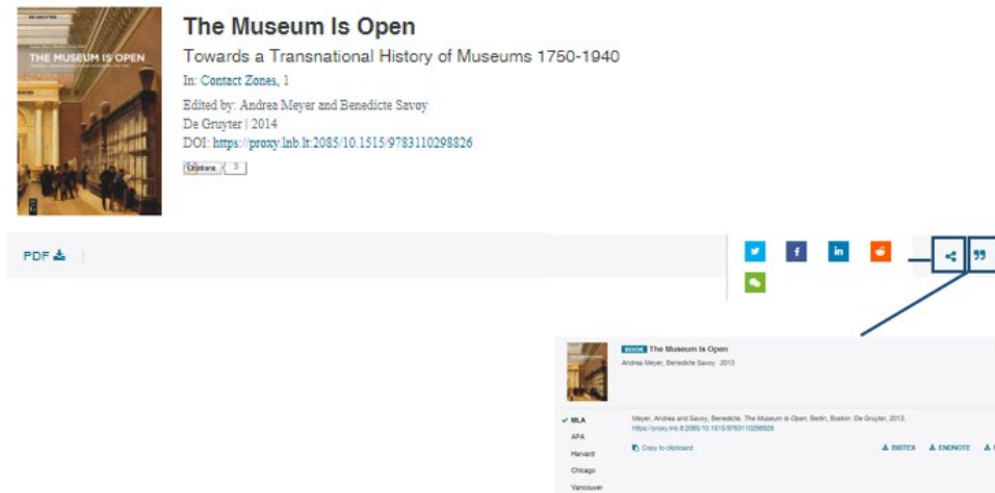 DE GRUYTER
THE MUSEUM IS OPEN
The Museum Is Open
Towards a Transnational History of Museums 1750-1940
In: Contact Zones, 1
Edited by: Andrea Meyer and Benedicte Savoy
De Gruyter | 2014
DOI: https://proxy.lnb.lt:2085/10.1515/9783110298826
Citations 3
PDF
BOOK The Museum Is Open
Andrea Meyer, Benedicte Savoy 2013
MLA
Meyer, Andrea and Savoy, Benedicte. The Museum Is Open, Berlin, Boston: De Gruyter, 2013.
https://proxy.lnb.lt:2085/10.1515/9783110298826
APA
Copy to clipboard
BIBTEX ENDNOTE
Harvard
Chicago
Vancouver